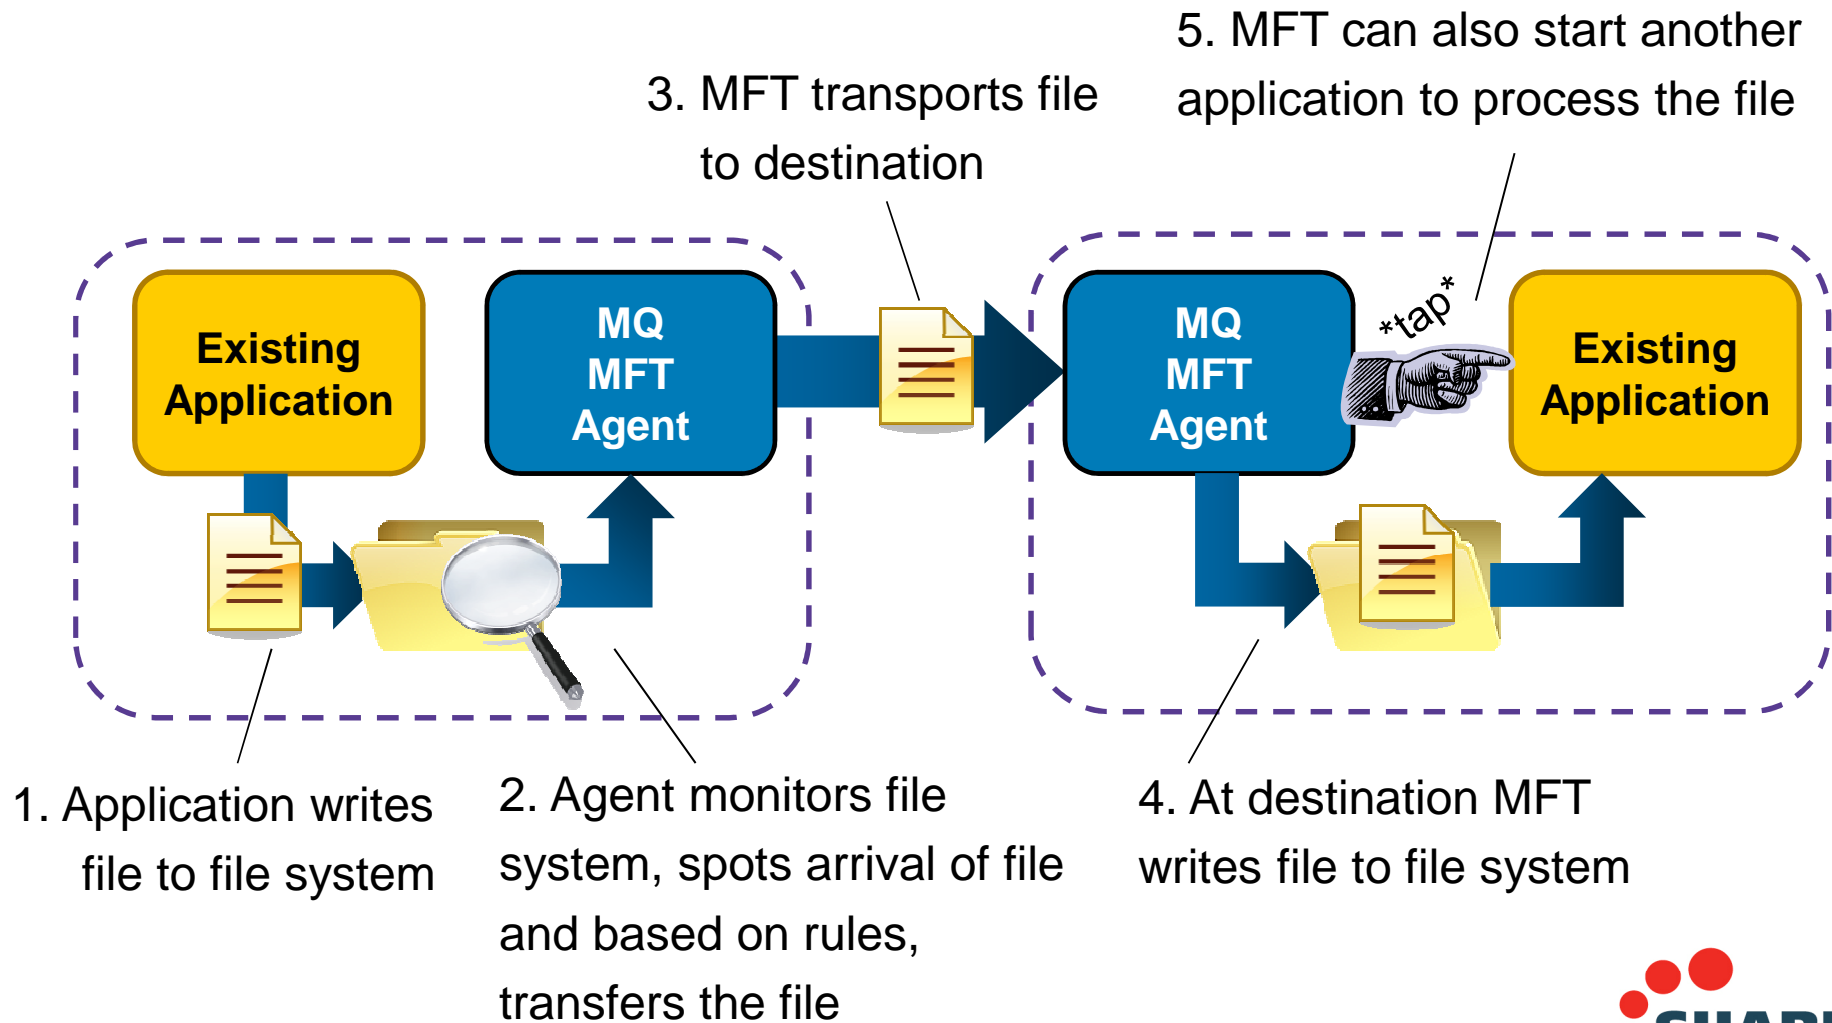 5. MFT can also start another
application to process the file
3. MFT transports file
to destination
Existing
Application
MQ
MFT
Agent
MQ
MFT
Agent
*tap*
Existing
Application
1. Application writes
file to file system
2. Agent monitors file
system, spots arrival of file
and based on rules,
transfers the file
4. At destination MFT
writes file to file system